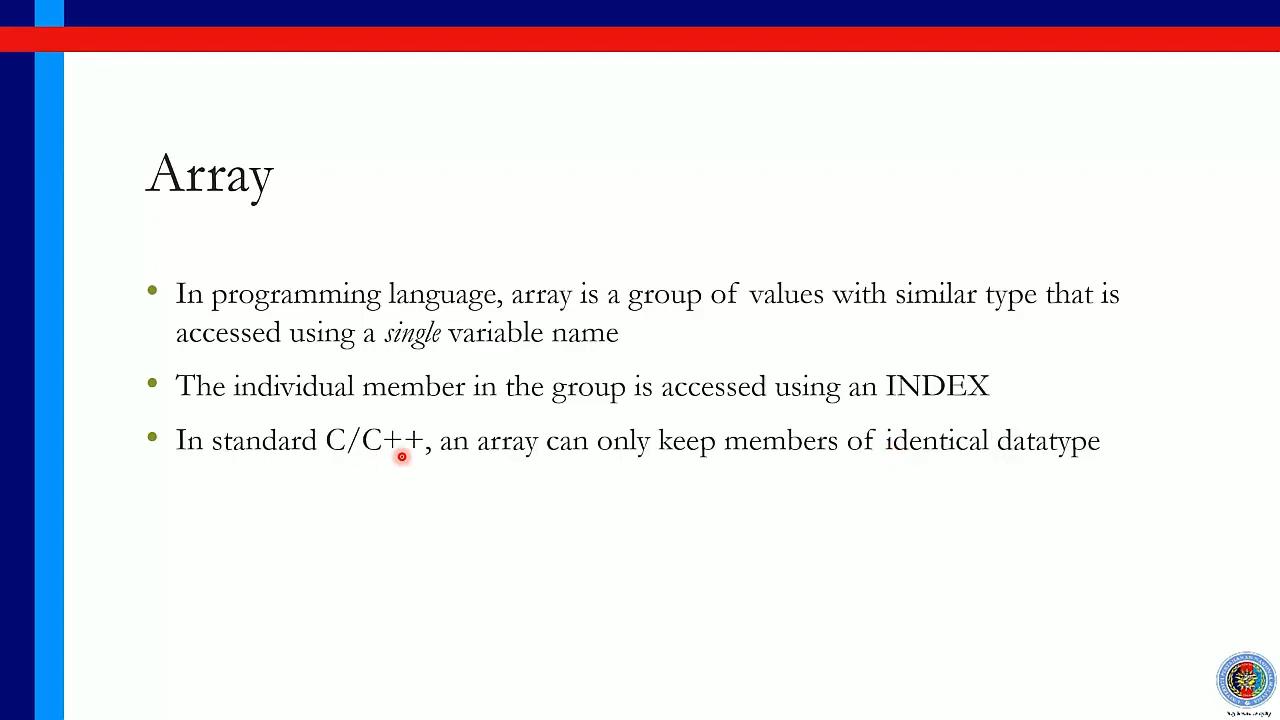 Array
• In programming language, array is a group of values with similar type that is
accessed using a single variable name
• The individual member in the group is accessed using an INDEX
• In standard C/C++, an array can only keep members of identical datatype